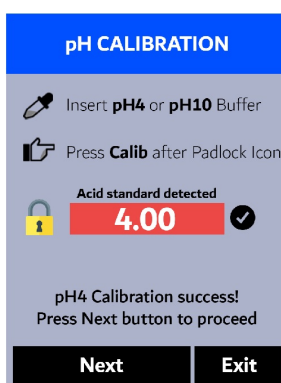 pH CALIBRATION
Insert pH4 or pH10 Buffer
Press Calib after Padlock Icon
Acid standard detected
4.00
pH4 Calibration success!
Press Next button to proceed
Next Exit